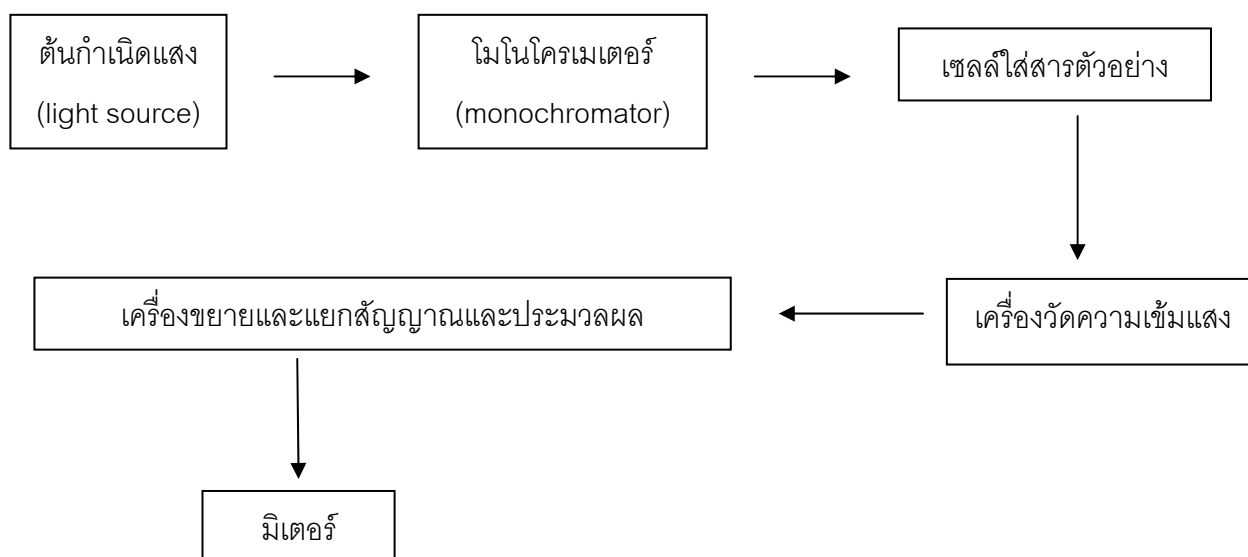 ต้นกำเนิดแสง
(light source)
โมโนโครเมเตอร์
(monochromator)
เซลล์ใส่สารตัวอย่าง
เครื่องวัดความเข้มแสง
เครื่องขยายและแยกสัญญาณและประมวลผล
มิเตอร์